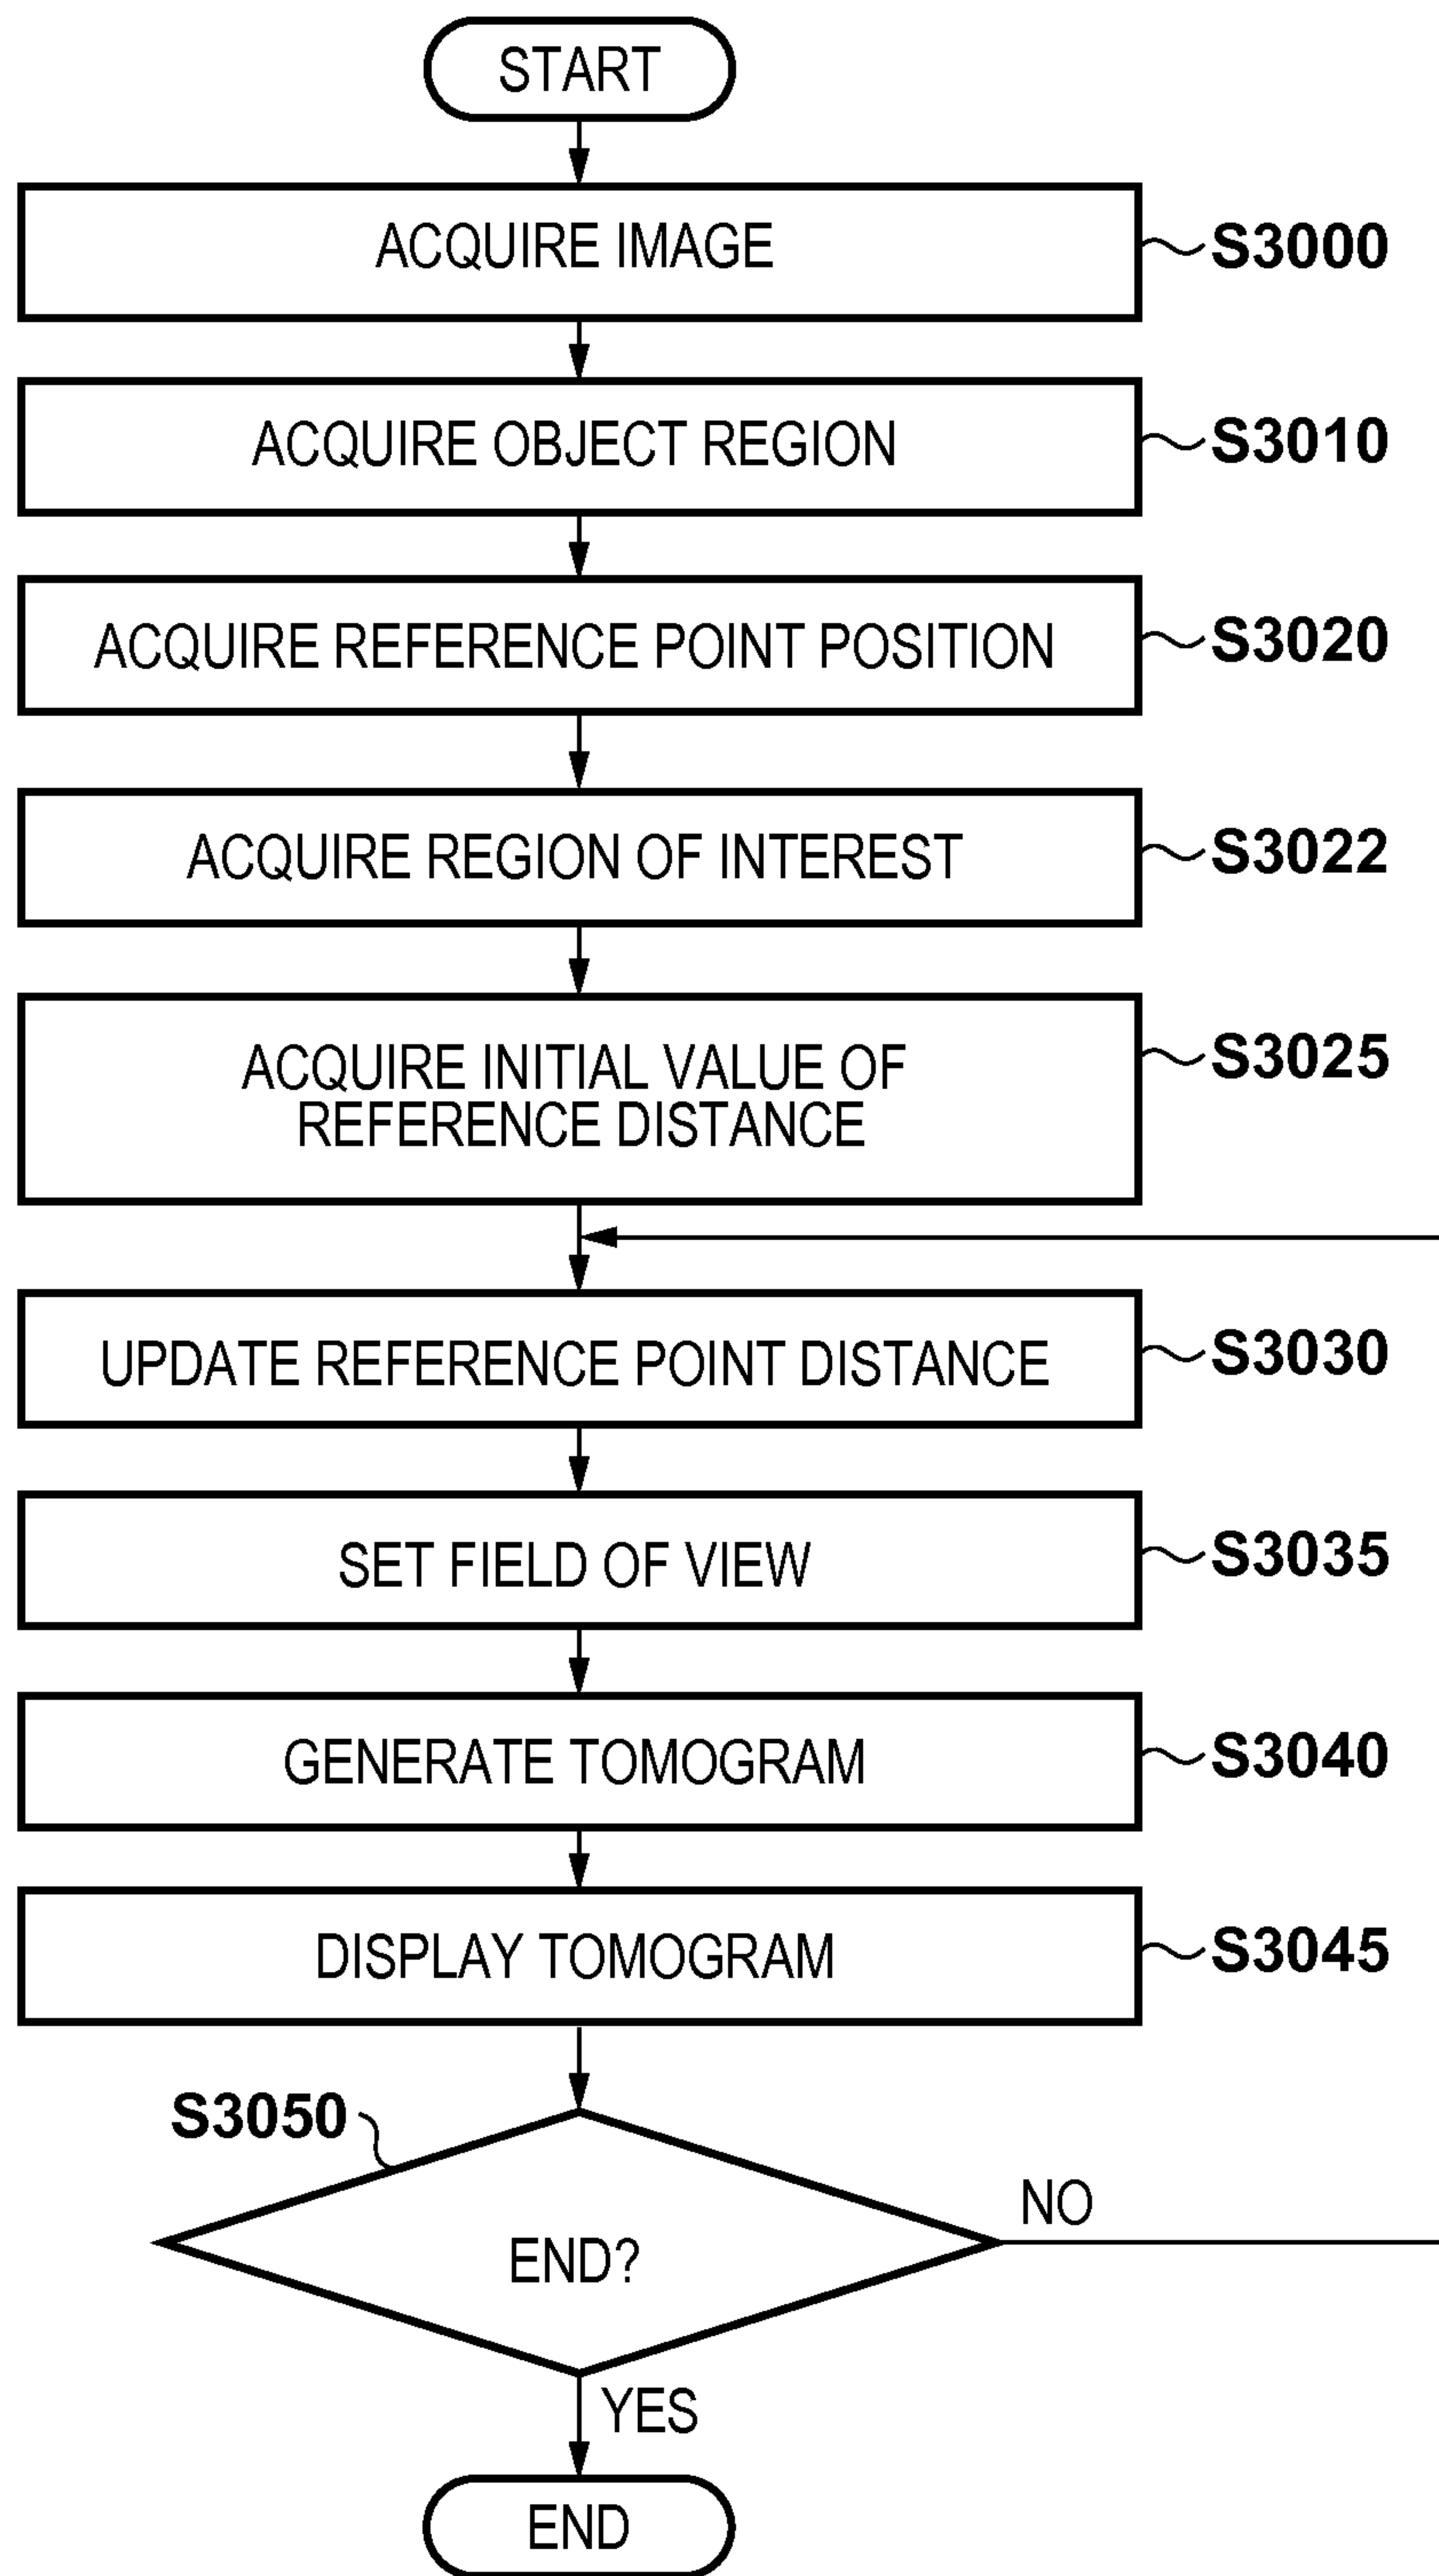 START
ACQUIRE IMAGE
S3000
ACQUIRE OBJECT REGION
S3010
ACQUIRE REFERENCE POINT POSITION
S3020
ACQUIRE REGION OF INTEREST
S3022
ACQUIRE INITIAL VALUE OF
REFERENCE DISTANCE
S3025
UPDATE REFERENCE POINT DISTANCE
S3030
SET FIELD OF VIEW
S3035
GENERATE TOMOGRAM
S3040
DISPLAY TOMOGRAM
S3045
S3050
END?
NO
YES
END